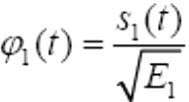 φ₁(t) = s₁(t) / √E₁